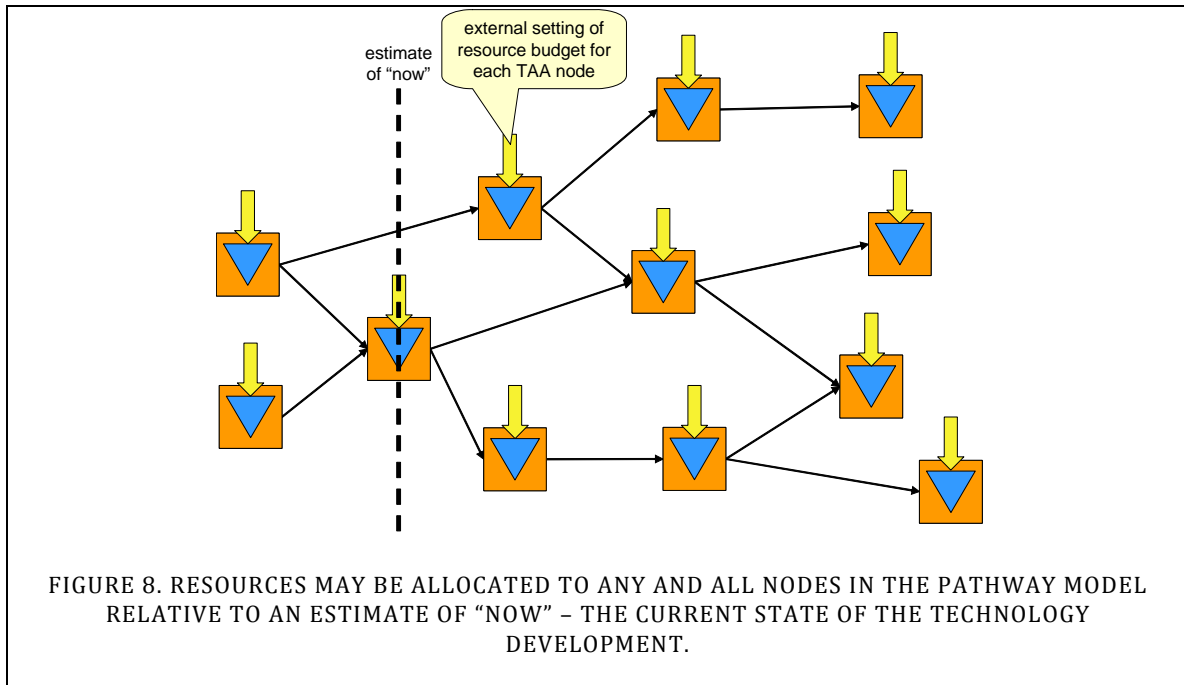 estimate
of “now”
external setting of
resource budget for
each TAA node
FIGURE 8. RESOURCES MAY BE ALLOCATED TO ANY AND ALL NODES IN THE PATHWAY MODEL
RELATIVE TO AN ESTIMATE OF “NOW” – THE CURRENT STATE OF THE TECHNOLOGY
DEVELOPMENT.